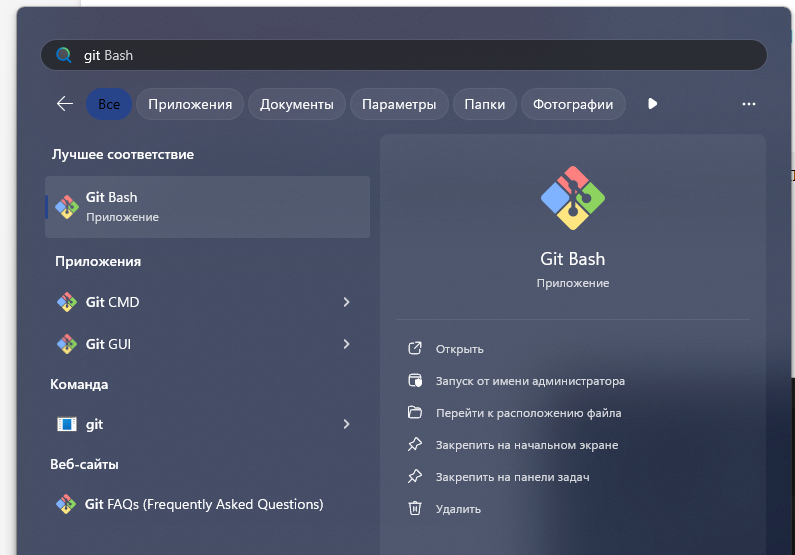 git Bash
Все
Приложения
Документы
Параметры
Папки
Фотографии
Лучшее соответствие
Git Bash
Приложение
Приложения
Git CMD
Git GUI
Команда
git
Веб-сайты
Git FAQs (Frequently Asked Questions)
Git Bash
Приложение
Открыть
Запуск от имени администратора
Перейти к расположению файла
Закрепить на начальном экране
Закрепить на панели задач
Удалить